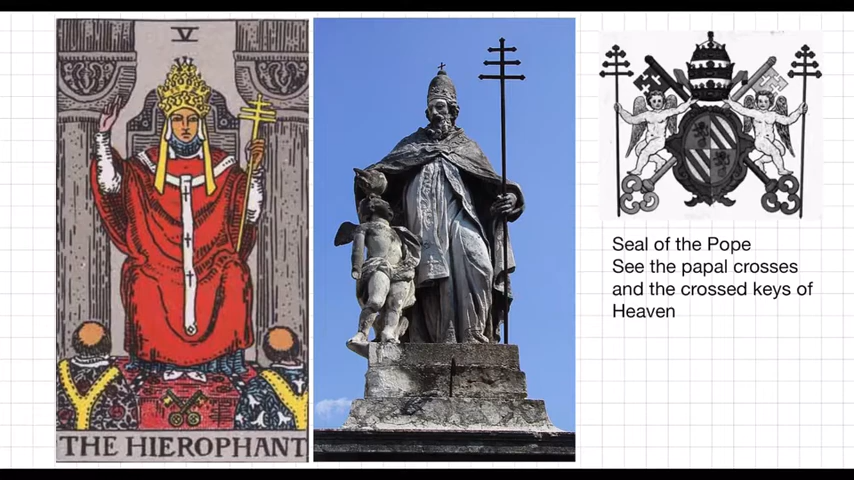 V
THE HIEROPHANT
Seal of the Pope
See the papal crosses
and the crossed keys of
Heaven